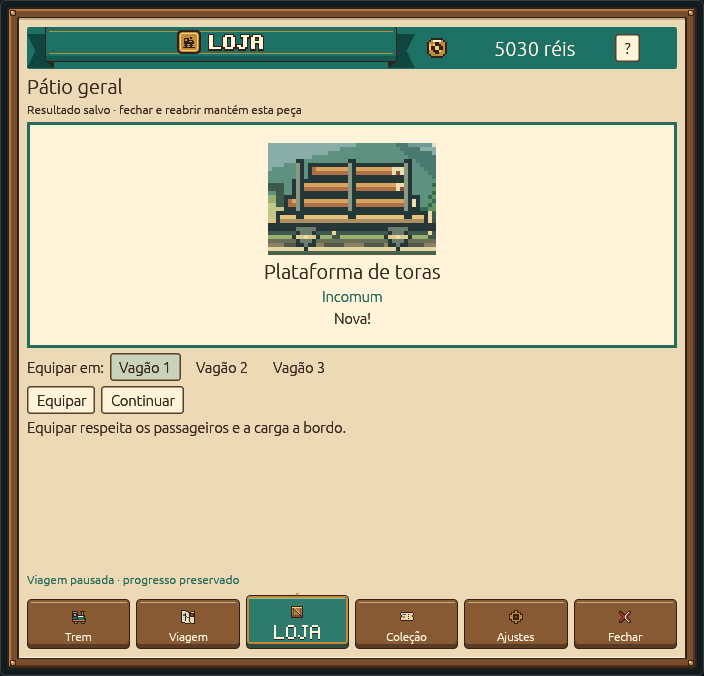 LOJA
5030 réis
?
Pátio geral
Resultado salvo · fechar e reabrir mantém esta peça
Plataforma de toras
Incomum
Nova!
Equipar em: Vagão 1 Vagão 2 Vagão 3
Equipar Continuar
Equipar respeita os passageiros e a carga a bordo.
Viagem pausada · progresso preservado
Trem Viagem LOJA Coleção Ajustes Fechar